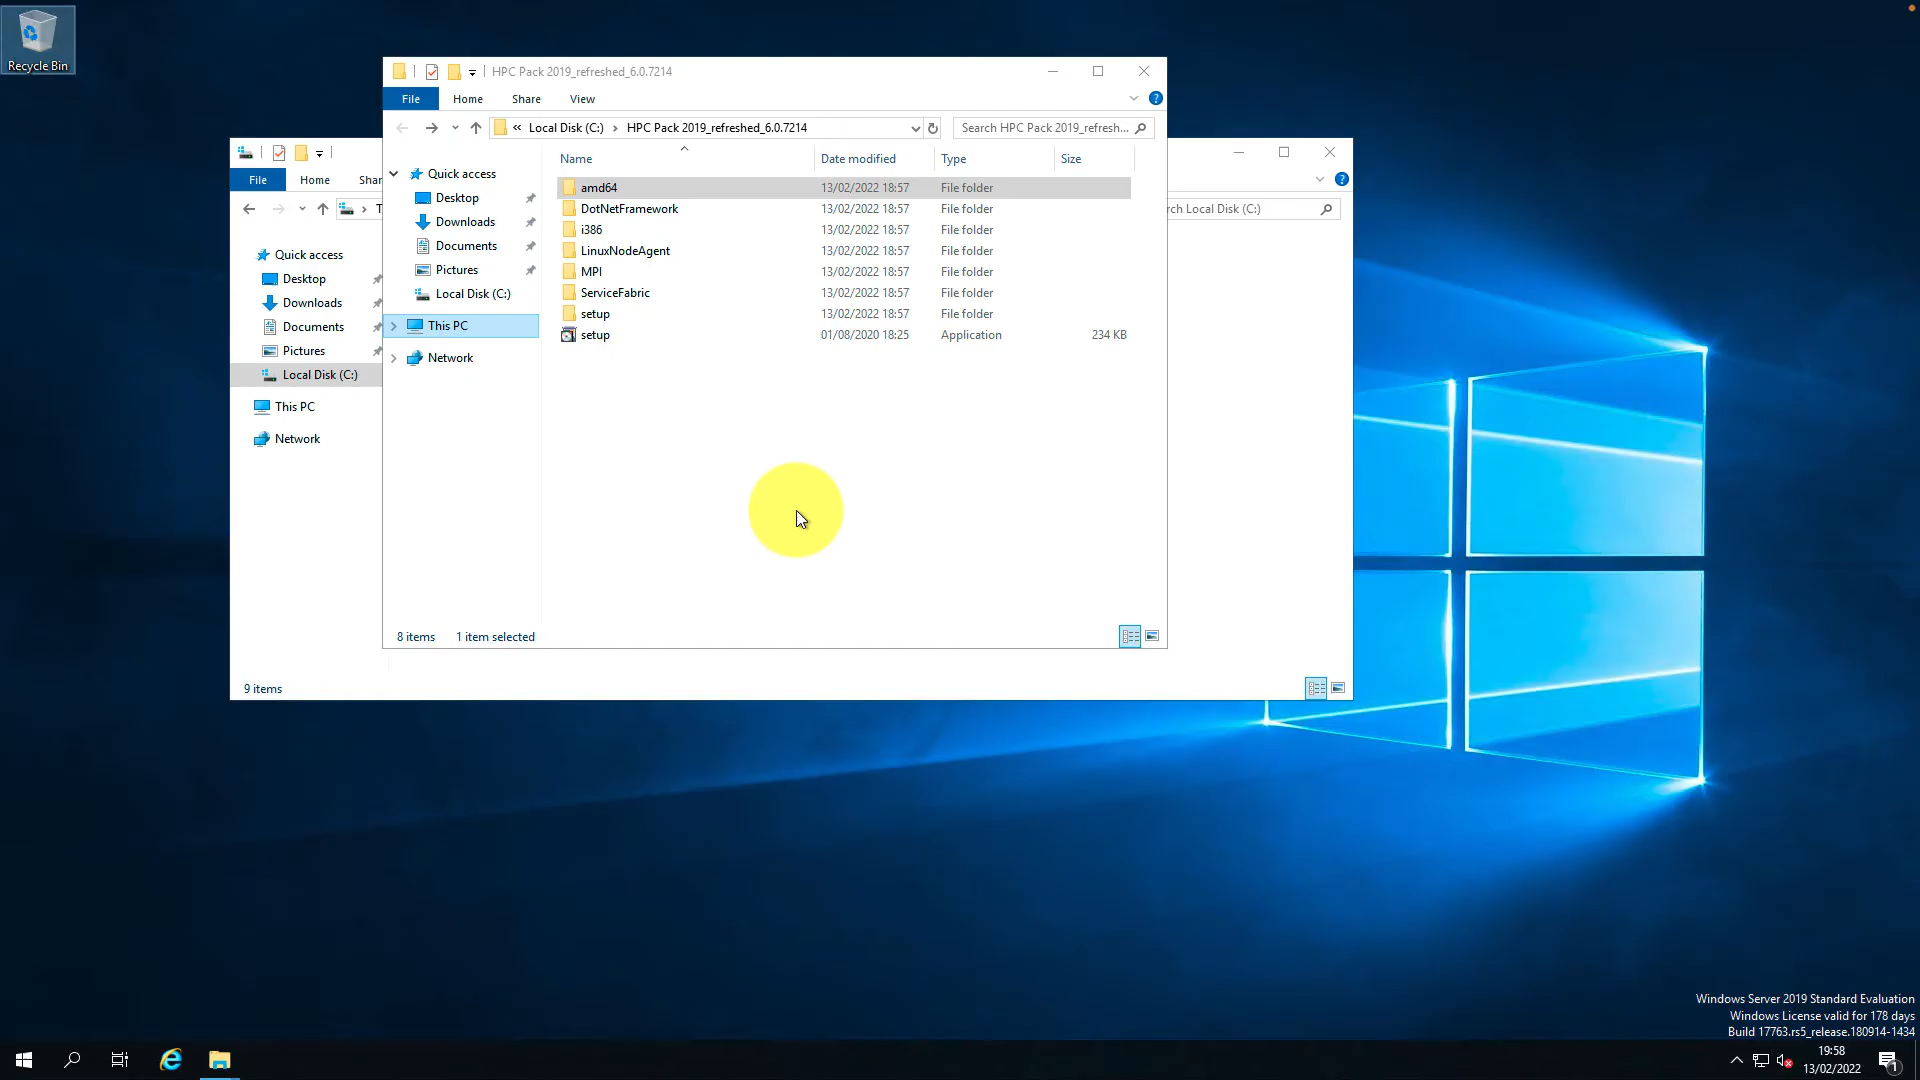 Recycle Bin
HPC Pack 2019_refreshed_6.0.7214
File Home Share View
« Local Disk (C:) › HPC Pack 2019_refreshed_6.0.7214
Search HPC Pack 2019_refresh...
Name Date modified Type Size
Quick access
Desktop
Downloads
Documents
Pictures
Local Disk (C:)
This PC
Network
amd64 13/02/2022 18:57 File folder
DotNetFramework 13/02/2022 18:57 File folder
i386 13/02/2022 18:57 File folder
LinuxNodeAgent 13/02/2022 18:57 File folder
MPI 13/02/2022 18:57 File folder
ServiceFabric 13/02/2022 18:57 File folder
setup 13/02/2022 18:57 File folder
setup 01/08/2020 18:25 Application 234 KB
8 items 1 item selected
File Home Shar
T
rch Local Disk (C:)
Quick access
Desktop
Downloads
Documents
Pictures
Local Disk (C:)
This PC
Network
9 items
Windows Server 2019 Standard Evaluation
Windows License valid for 178 days
Build 17763.rs5_release.180914-1434
19:58
13/02/2022
1